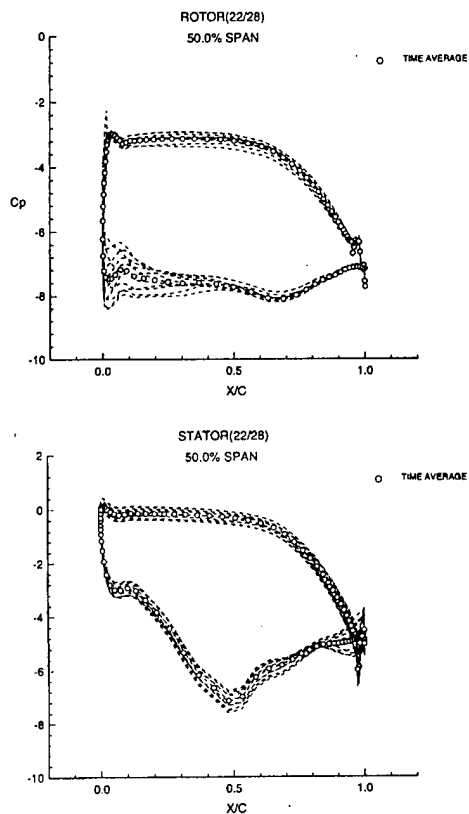 ROTOR(22/28)
50.0% SPAN
TIME AVERAGE
0
-2
-4
Cp
-6
-8
-10
0.0 0.5 1.0
X/C
STATOR(22/28)
50.0% SPAN
TIME AVERAGE
2
0
-2
-4
-6
-8
-10
0.0 0.5 1.0
X/C